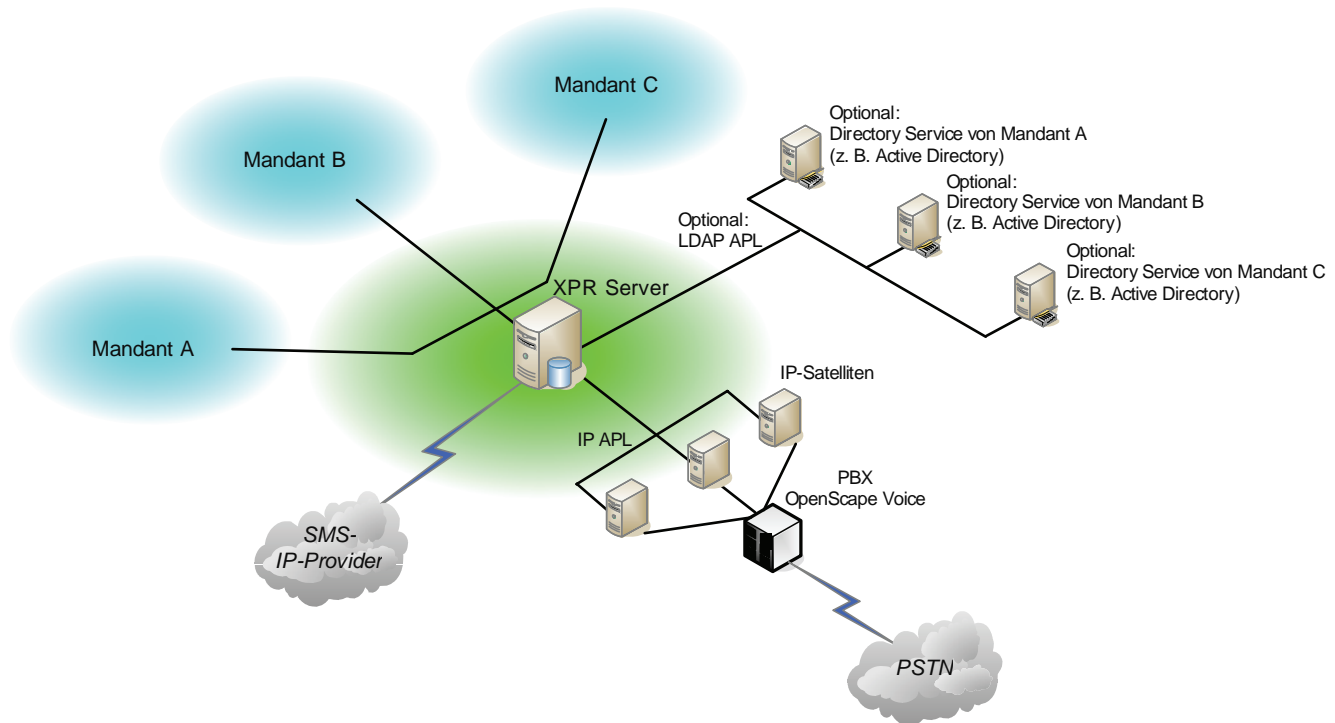 Mandant C
Mandant B
Mandant A
XPR Server
Optional:
LDAP APL
Optional:
Directory Service von Mandant A
(z. B. Active Directory)
Optional:
Directory Service von Mandant B
(z. B. Active Directory)
Optional:
Directory Service von Mandant C
(z. B. Active Directory)
IP-Satelliten
IP APL
PBX
OpenScape Voice
SMS-
IP-Provider
PSTN